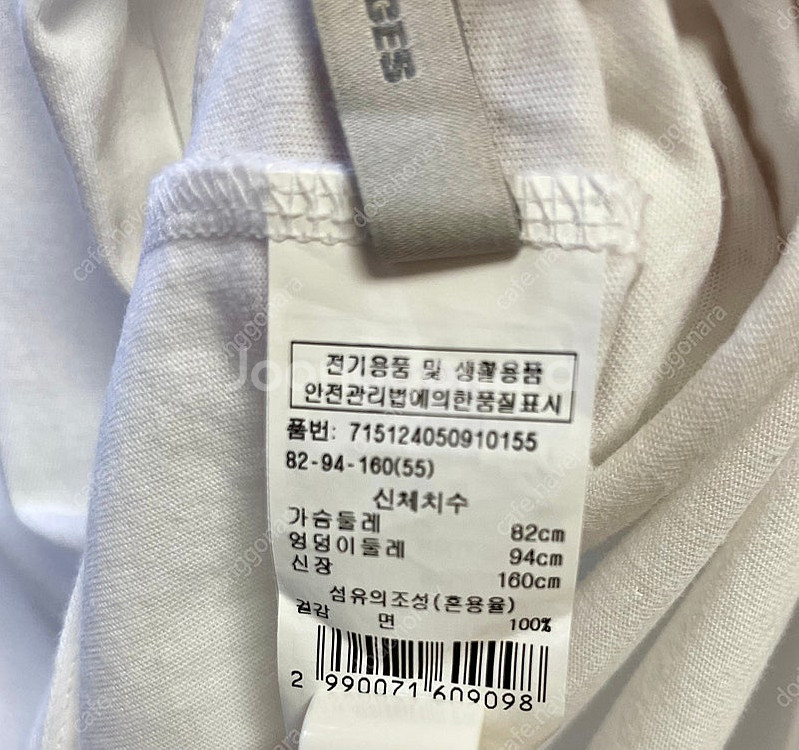 GES
전기용품 및 생활용품
안전관리법에의한품질표시
품번: 715124050910155
82-94-160(55)
신체치수
가슴둘레 82cm
엉덩이둘레 94cm
신장 160cm
섬유의조성(혼용율)
겉감 면 100%
2 990071 609098